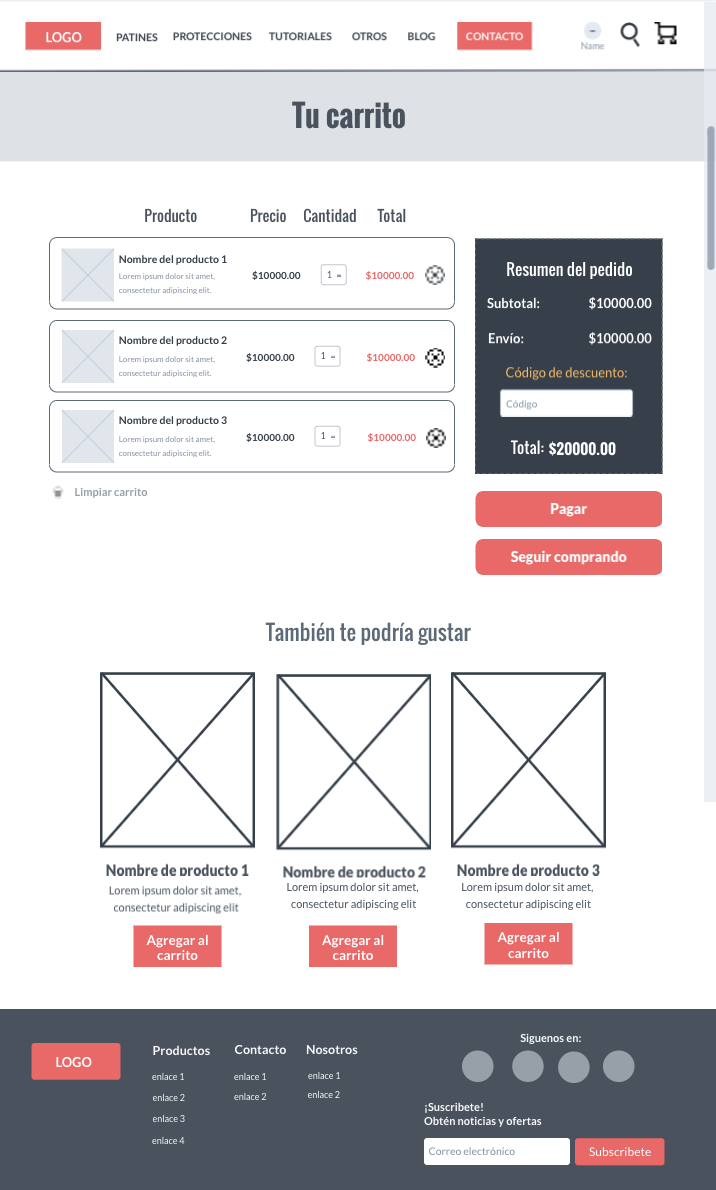 LOGO PATINES PROTECCIONES TUTORIALES OTROS BLOG CONTACTO
Name
Tu carrito
Producto Precio Cantidad Total
Nombre del producto 1
Lorem ipsum dolor sit amet,
consectetur adipiscing elit.
$10000.00 1 $10000.00
Nombre del producto 2
Lorem ipsum dolor sit amet,
consectetur adipiscing elit.
$10000.00 1 $10000.00
Nombre del producto 3
Lorem ipsum dolor sit amet,
consectetur adipiscing elit.
$10000.00 1 $10000.00
Limpiar carrito
Resumen del pedido
Subtotal: $10000.00
Envío: $10000.00
Código de descuento:
Código
Total: $20000.00
Pagar
Seguir comprando
También te podría gustar
Nombre de producto 1
Lorem ipsum dolor sit amet,
consectetur adipiscing elit
Agregar al
carrito
Nombre de producto 2
Lorem ipsum dolor sit amet,
consectetur adipiscing elit
Agregar al
carrito
Nombre de producto 3
Lorem ipsum dolor sit amet,
consectetur adipiscing elit
Agregar al
carrito
LOGO
Productos
enlace 1
enlace 2
enlace 3
enlace 4
Contacto
enlace 1
enlace 2
Nosotros
enlace 1
enlace 2
Siguenos en:
¡Suscribete!
Obtén noticias y ofertas
Correo electrónico
Subscribete